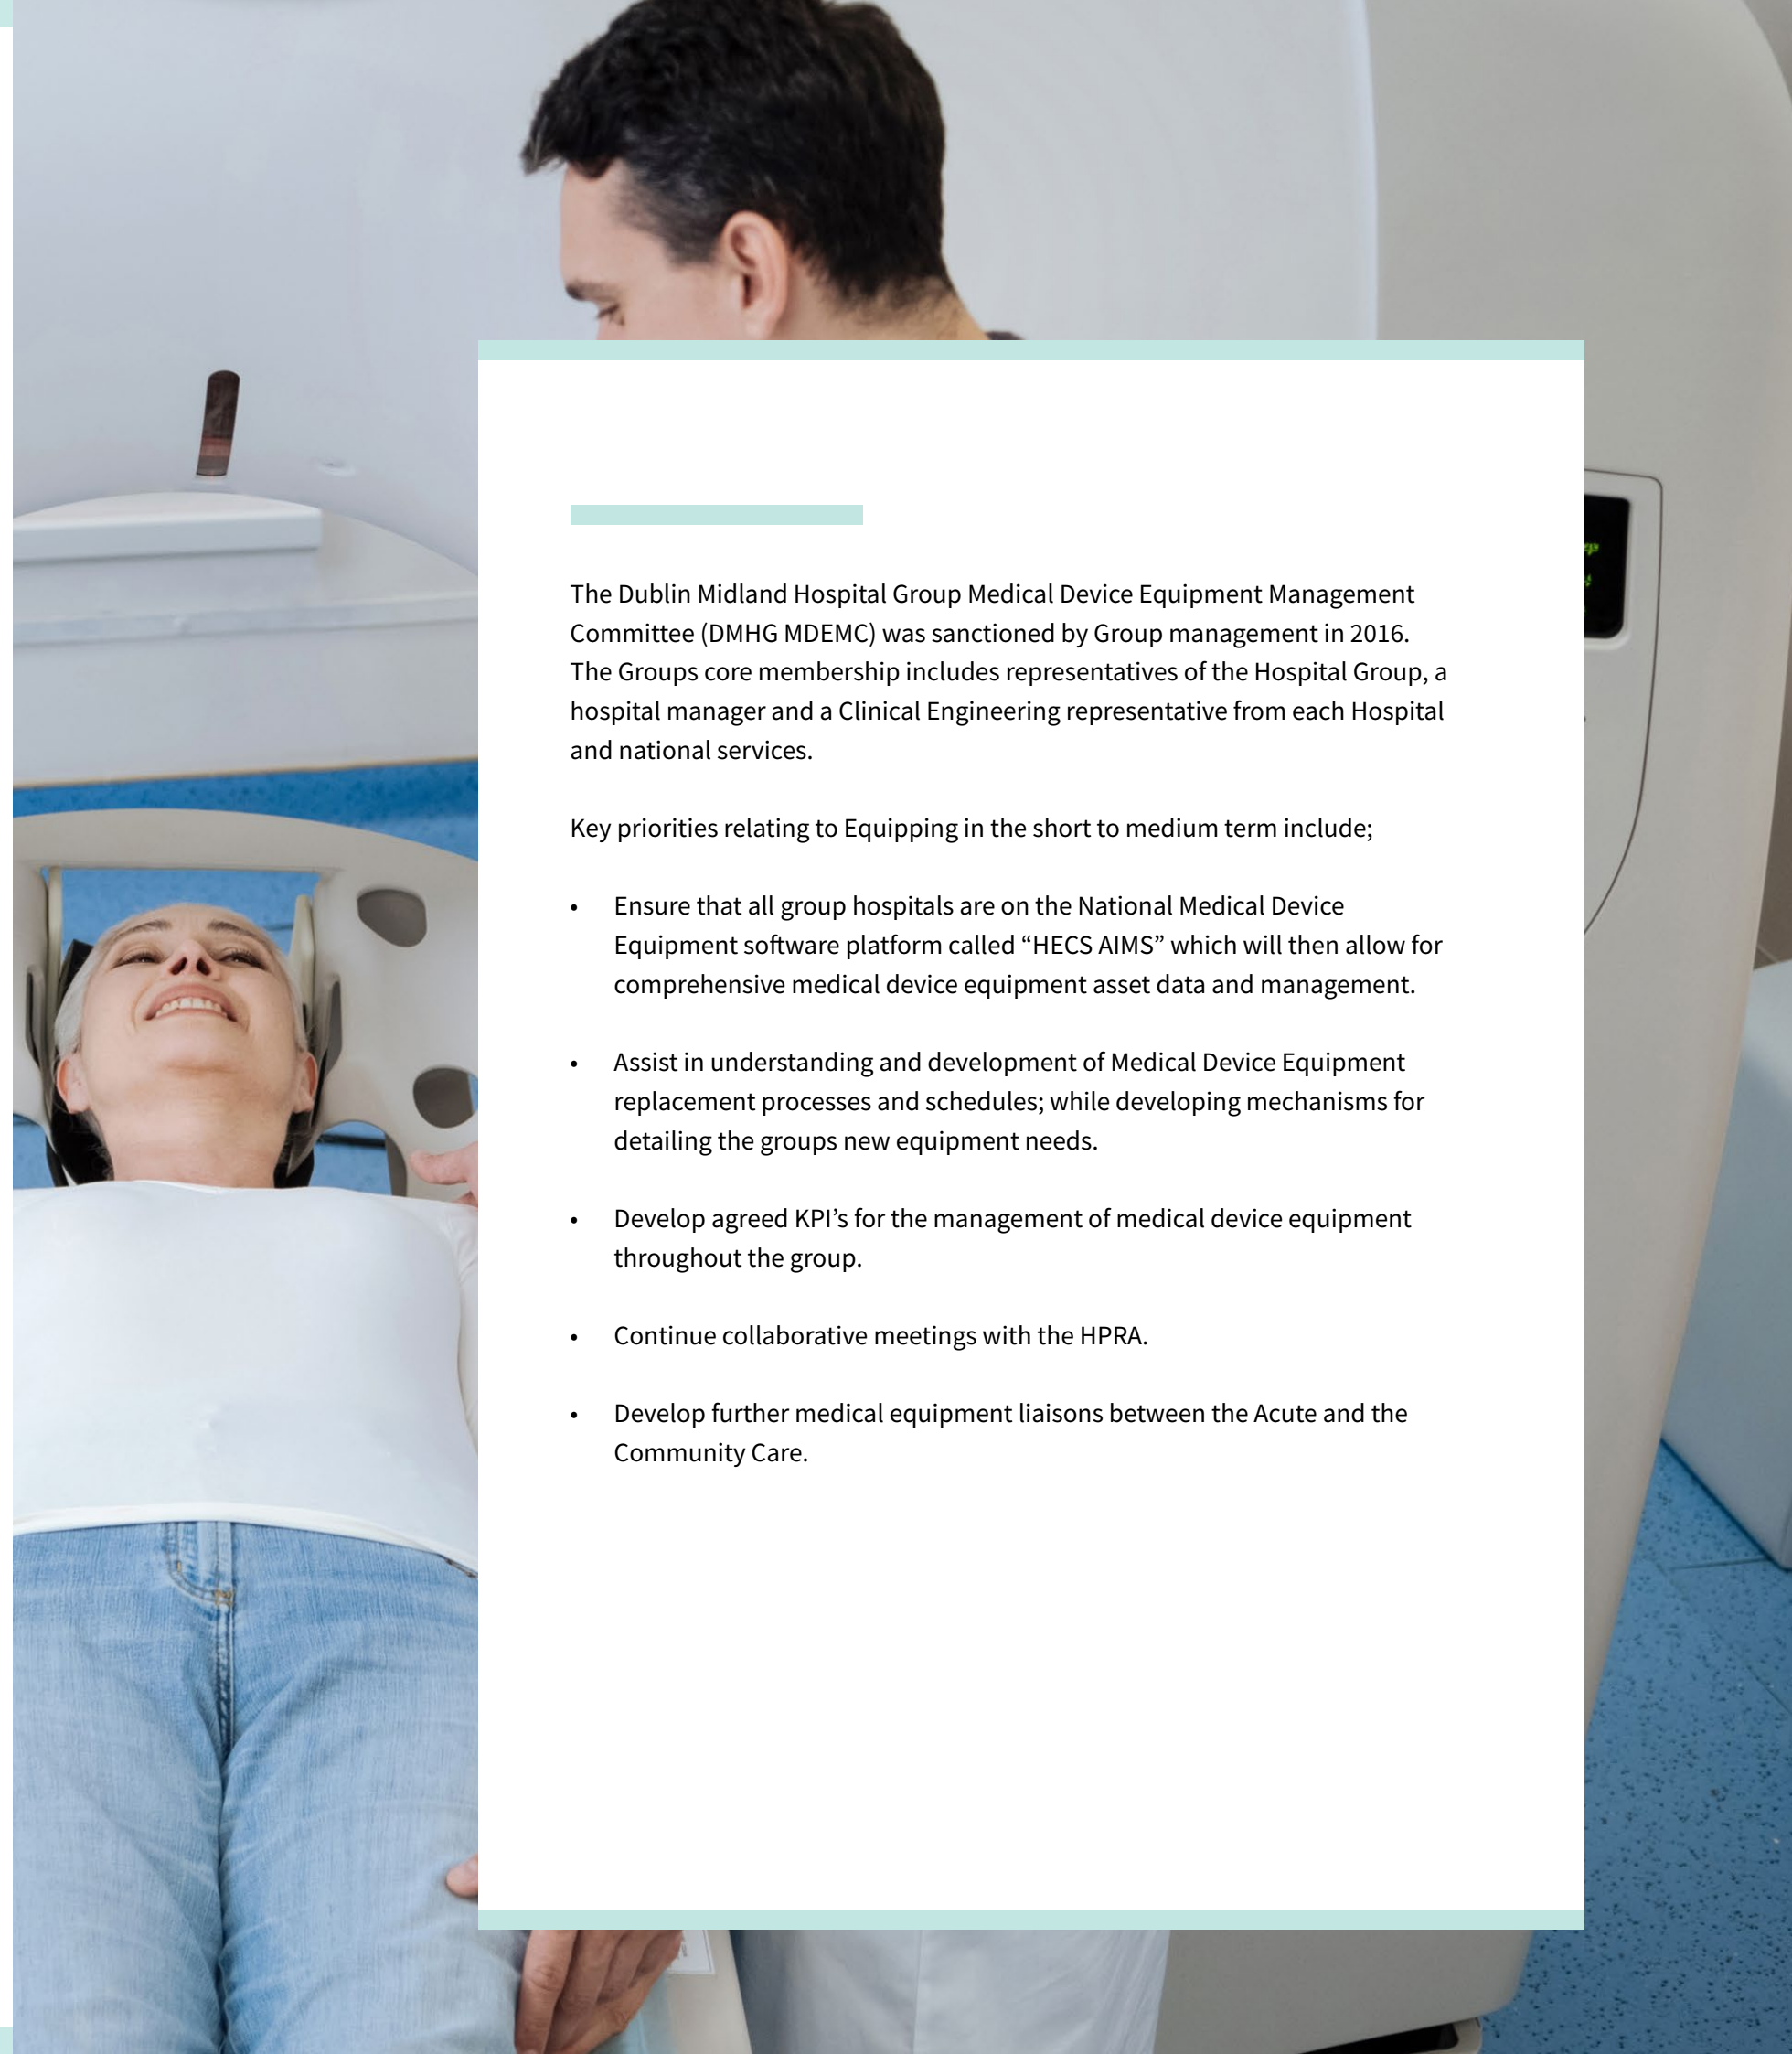 The Dublin Midland Hospital Group Medical Device Equipment Management
Committee (DMHG MDEMC) was sanctioned by Group management in 2016.
The Groups core membership includes representatives of the Hospital Group, a
hospital manager and a Clinical Engineering representative from each Hospital
and national services.
Key priorities relating to Equipping in the short to medium term include;
• Ensure that all group hospitals are on the National Medical Device
Equipment software platform called “HECS AIMS” which will then allow for
comprehensive medical device equipment asset data and management.
• Assist in understanding and development of Medical Device Equipment
replacement processes and schedules; while developing mechanisms for
detailing the groups new equipment needs.
• Develop agreed KPI’s for the management of medical device equipment
throughout the group.
• Continue collaborative meetings with the HPRA.
• Develop further medical equipment liaisons between the Acute and the
Community Care.